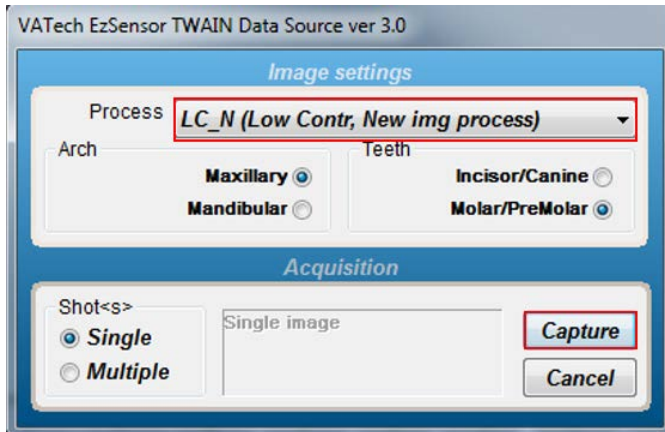 VATech EzSensor TWAIN Data Source ver 3.0
Image settings
Process LC_N (Low Contr, New img process)
Arch
Maxillary
Mandibular
Teeth
Incisor/Canine
Molar/PreMolar
Acquisition
Shot<s>
Single
Multiple
Single image
Capture
Cancel